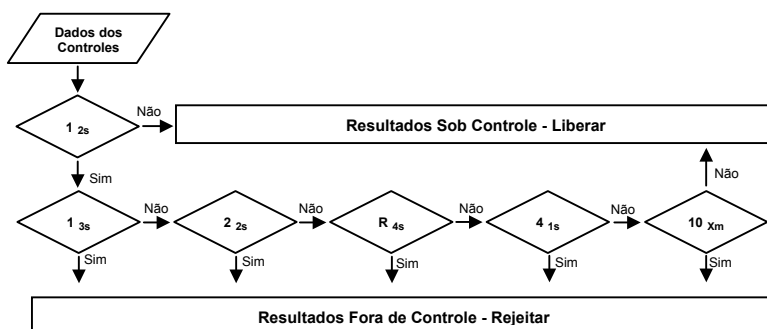 Dados dos
Controles
1 2s
Não
Resultados Sob Controle - Liberar
Sim
Não
1 3s
Não
2 2s
Não
R 4s
Não
4 1s
Não
10 Xm
Sim
Sim
Sim
Sim
Sim
Resultados Fora de Controle - Rejeitar